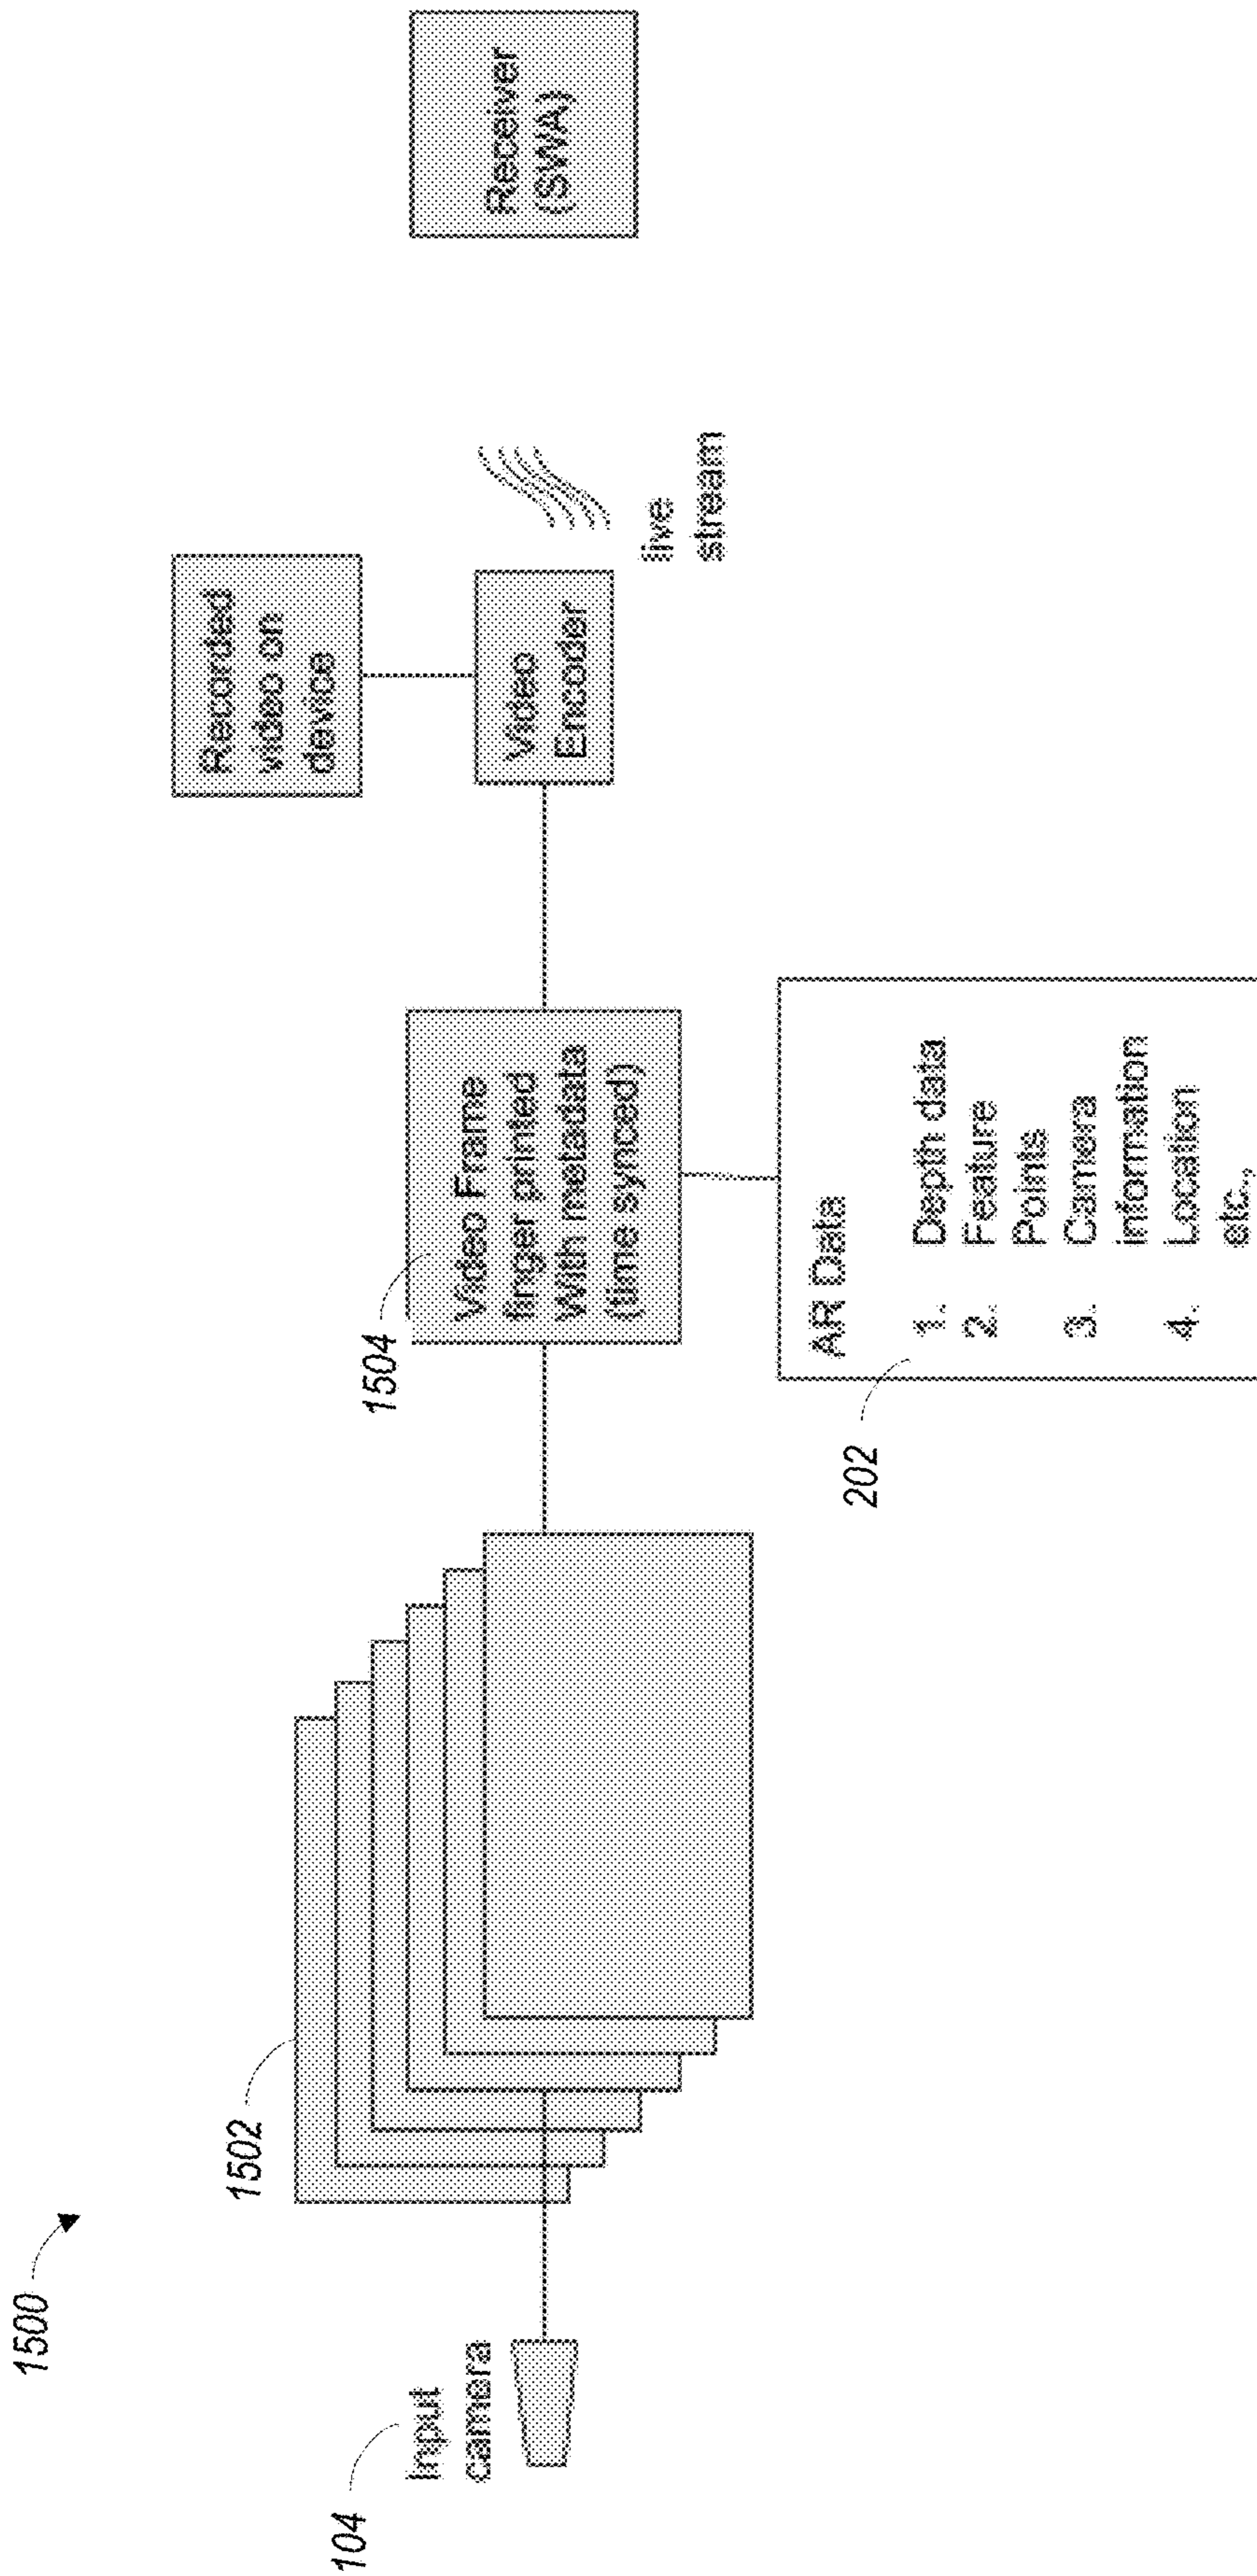 1500
104
Input
camera
1502
1504
Video Frame
finger printed
With metadata
(time synced)
202
AR Data
1. Depth data
2. Feature
Points
3. Camera
information
4. Location
etc.,
Recorded
video on
device
Video
Encoder
live
stream
Receiver
(SWA)